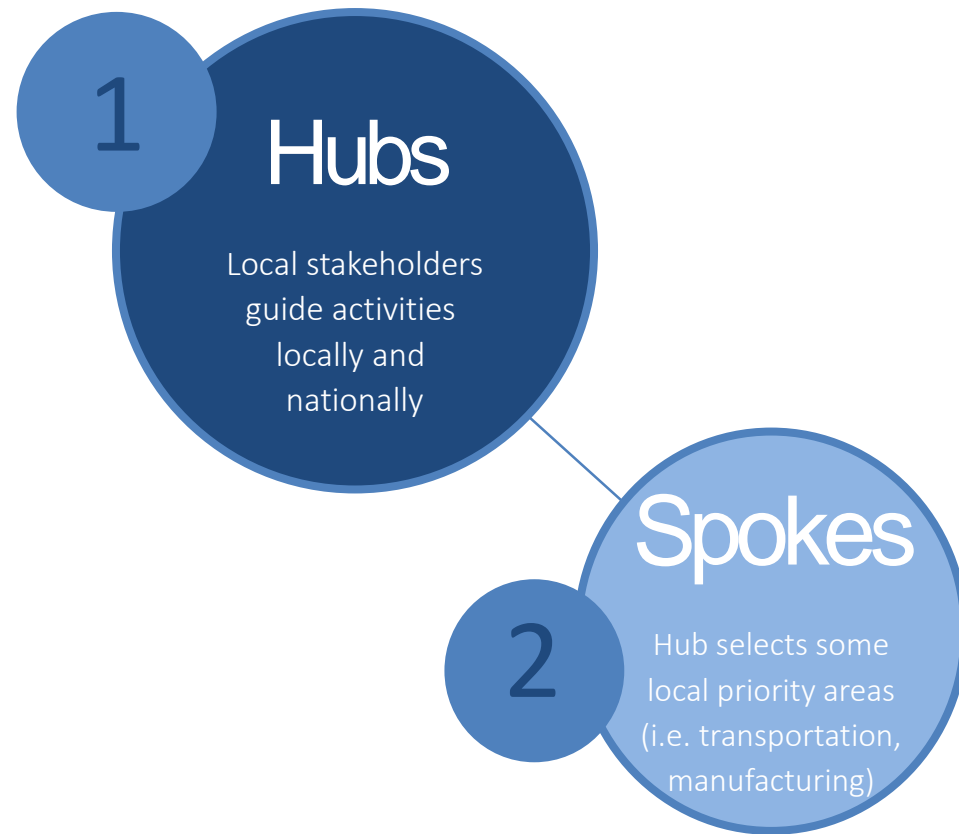 1
Hubs
Local stakeholders
guide activities
locally and
nationally
2
Spokes
Hub selects some
local priority areas
(i.e. transportation,
manufacturing)